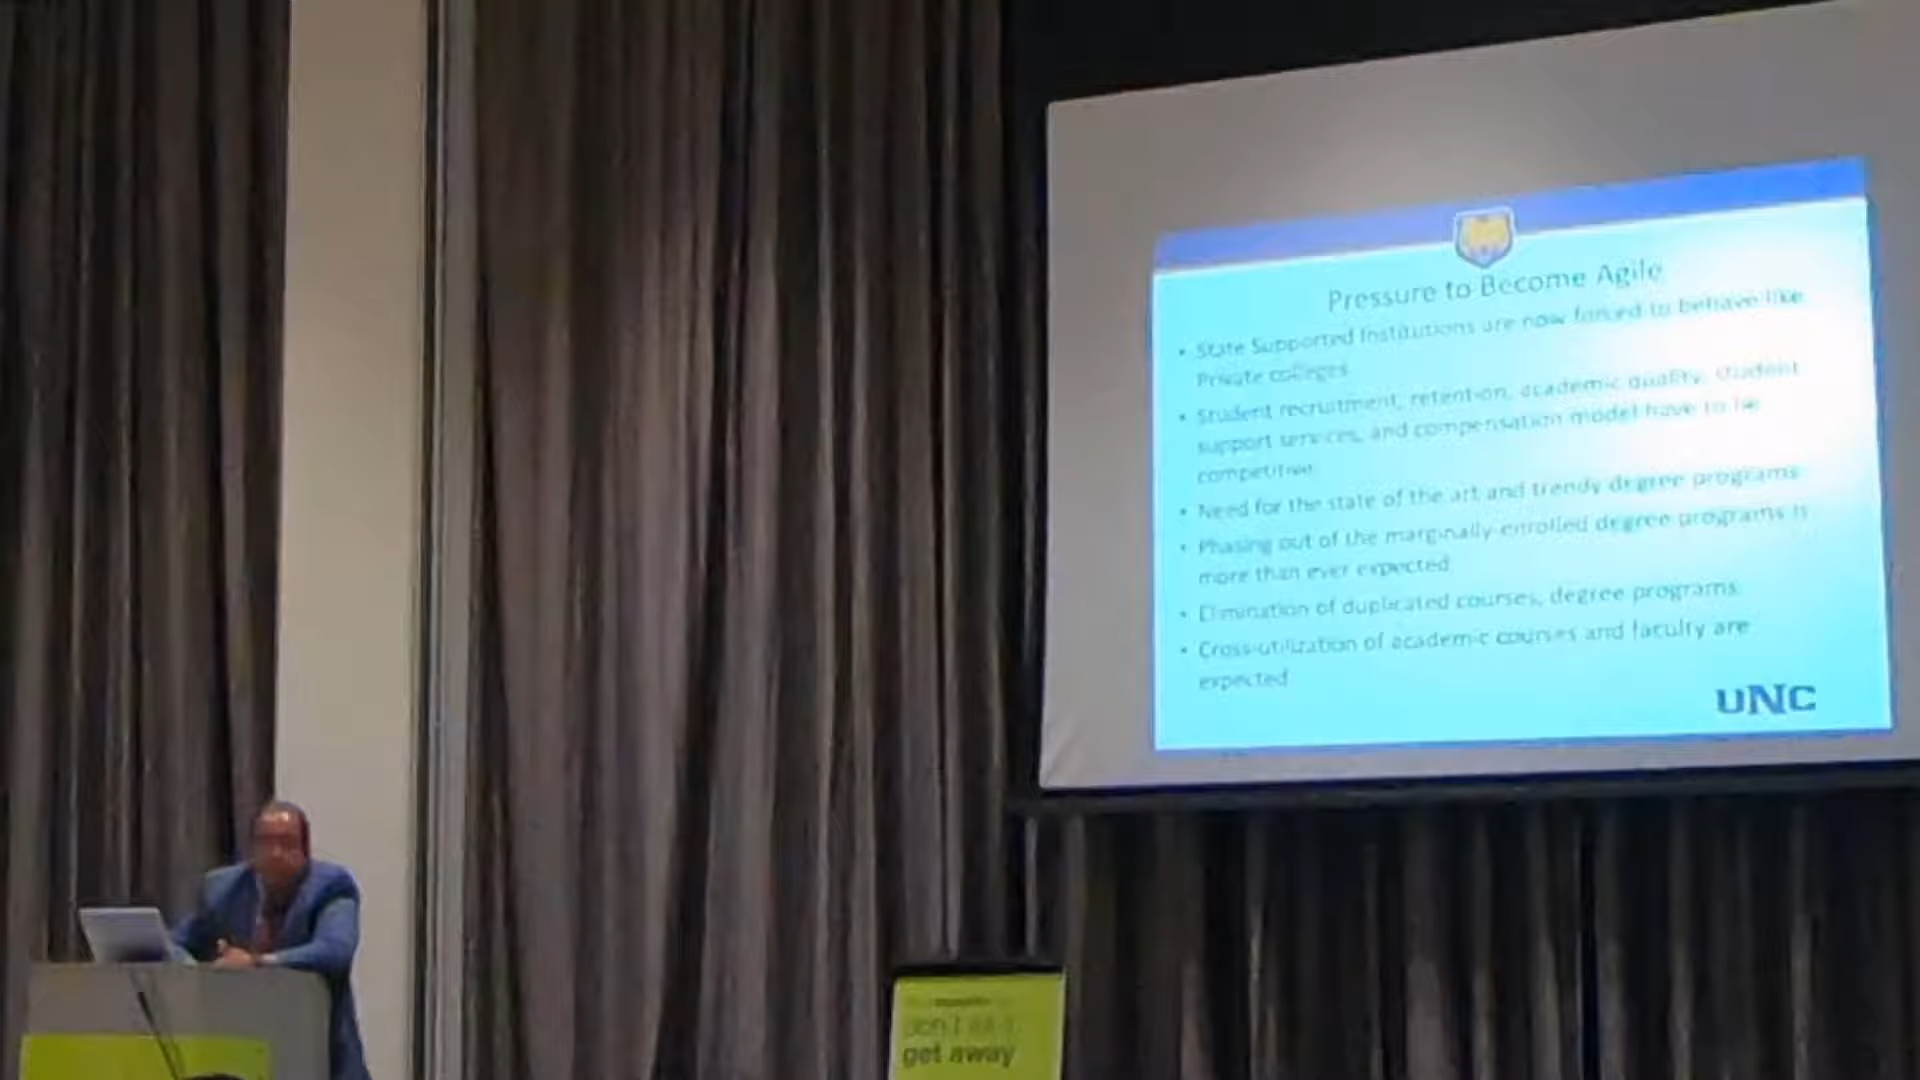 Pressure to Become Agile
• State Supported Institutions are now forced to behave like
Private colleges
• Student recruitment, retention, academic quality, student
support services, and compensation model have to be
competitive
• Need for the state of the art and trendy degree programs
• Phasing out of the marginally-enrolled degree programs is
more than ever expected
• Elimination of duplicated courses, degree programs
• Cross-utilization of academic courses and faculty are
expected
UNC
get away